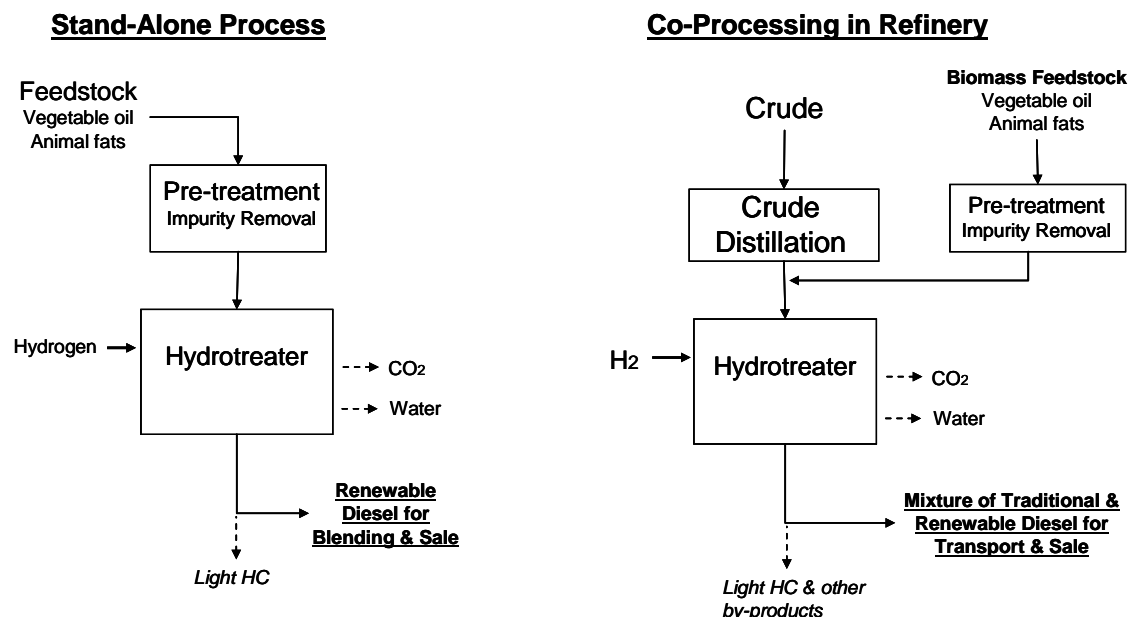 Stand-Alone Process
Feedstock
Vegetable oil
Animal fats
Pre-treatment
Impurity Removal
Hydrogen
Hydrotreater
CO2
Water
Renewable
Diesel for
Blending & Sale
Light HC
Co-Processing in Refinery
Crude
Biomass Feedstock
Vegetable oil
Animal fats
Crude
Distillation
Pre-treatment
Impurity Removal
H2
Hydrotreater
CO2
Water
Mixture of Traditional &
Renewable Diesel for
Transport & Sale
Light HC & other
by-products